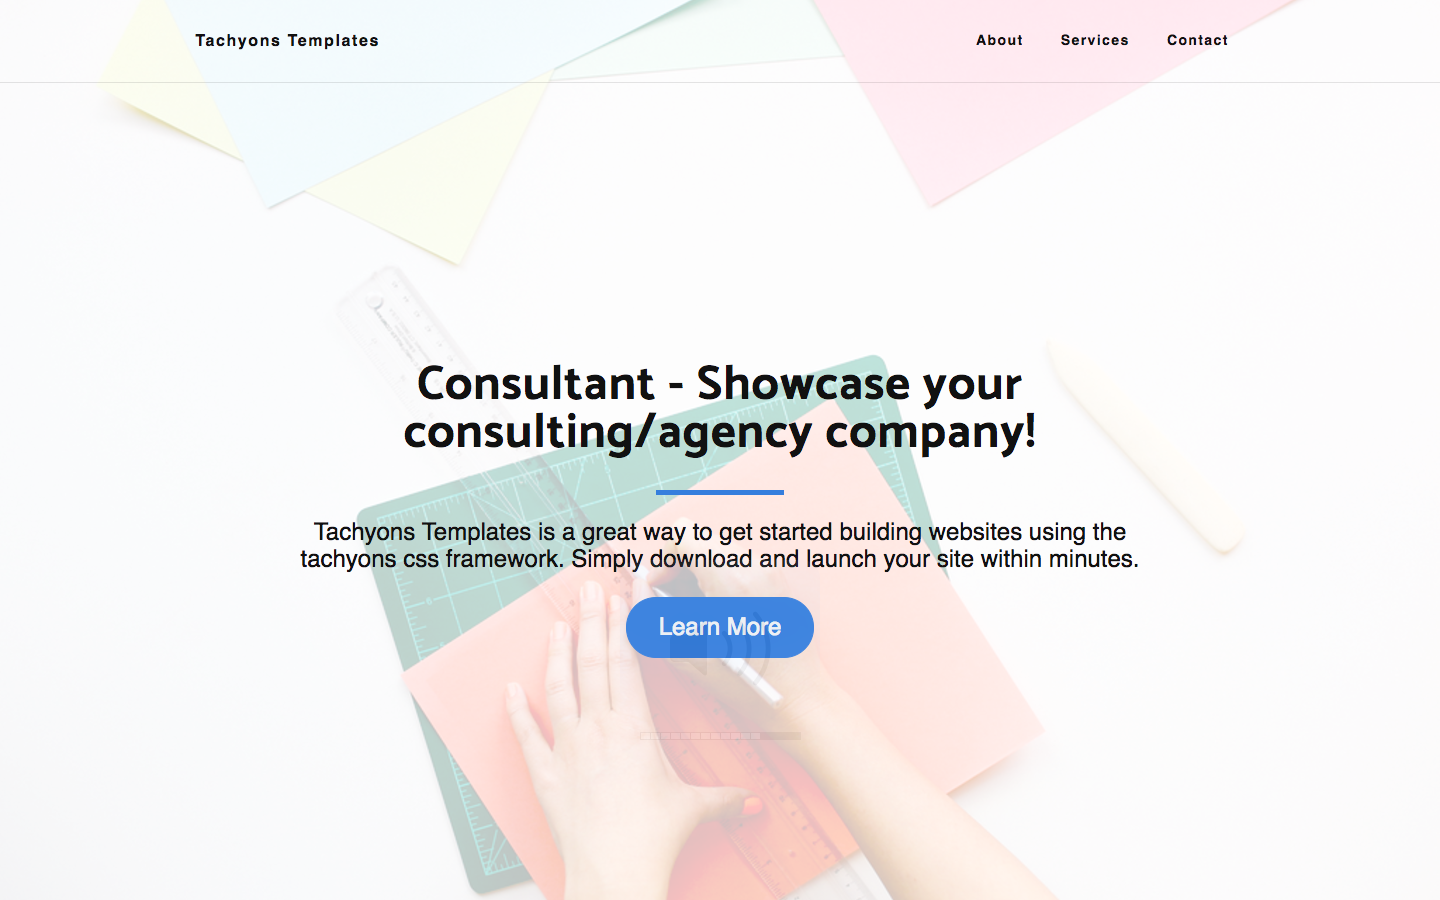 Tachyons Templates
About Services Contact
Consultant - Showcase your
consulting/agency company!
Tachyons Templates is a great way to get started building websites using the
tachyons css framework. Simply download and launch your site within minutes.
Learn More